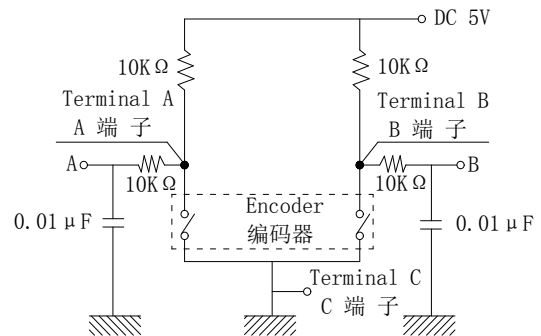 DC 5V
10KΩ
10KΩ
Terminal A
A 端 子
Terminal B
B 端 子
A
10KΩ
10KΩ
B
0.01μF
Encoder
编码器
0.01μF
Terminal C
C 端 子